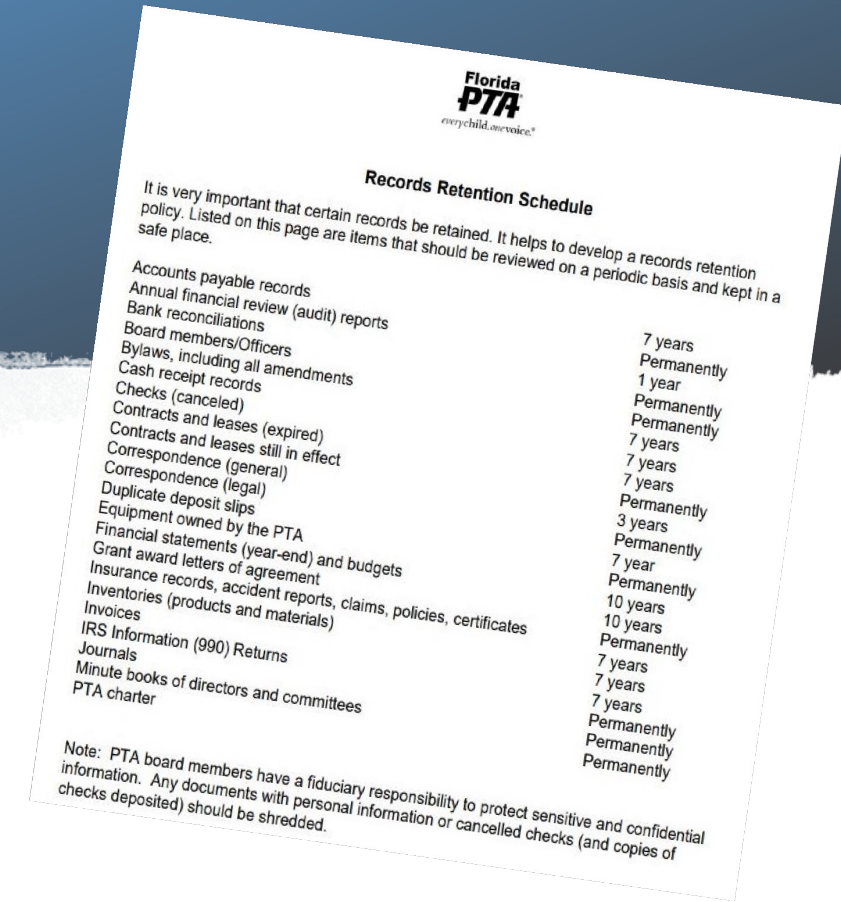 Florida
PTA®
everychild.onevoice.®
Records Retention Schedule
It is very important that certain records be retained. It helps to develop a records retention
policy. Listed on this page are items that should be reviewed on a periodic basis and kept in a
safe place.
Accounts payable records 7 years
Annual financial review (audit) reports Permanently
Bank reconciliations 1 year
Board members/Officers Permanently
Bylaws, including all amendments Permanently
Cash receipt records 7 years
Checks (canceled) 7 years
Contracts and leases (expired) 7 years
Contracts and leases still in effect Permanently
Correspondence (general) 3 years
Correspondence (legal) Permanently
Duplicate deposit slips 7 year
Equipment owned by the PTA Permanently
Financial statements (year-end) and budgets 10 years
Grant award letters of agreement 10 years
Insurance records, accident reports, claims, policies, certificates Permanently
Inventories (products and materials) 7 years
Invoices 7 years
IRS Information (990) Returns 7 years
Journals Permanently
Minute books of directors and committees Permanently
PTA charter Permanently
Note: PTA board members have a fiduciary responsibility to protect sensitive and confidential
information. Any documents with personal information or cancelled checks (and copies of
checks deposited) should be shredded.